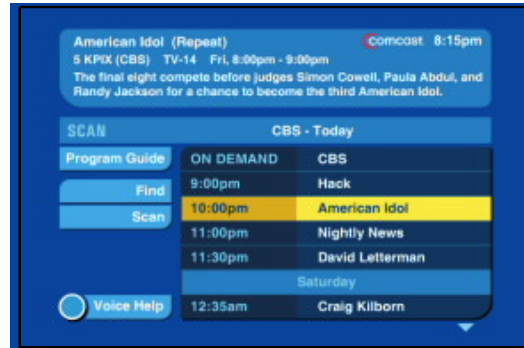 American Idol (Repeat) comcast 8:15pm
5 KPIX (CBS) TV-14 Fri, 8:00pm - 9:00pm
The final eight compete before judges Simon Cowell, Paula Abdul, and
Randy Jackson for a chance to become the third American Idol.
SCAN CBS - Today
Program Guide ON DEMAND CBS
Find 9:00pm Hack
Scan 10:00pm American Idol
11:00pm Nightly News
11:30pm David Letterman
Saturday
Voice Help 12:35am Craig Kilborn